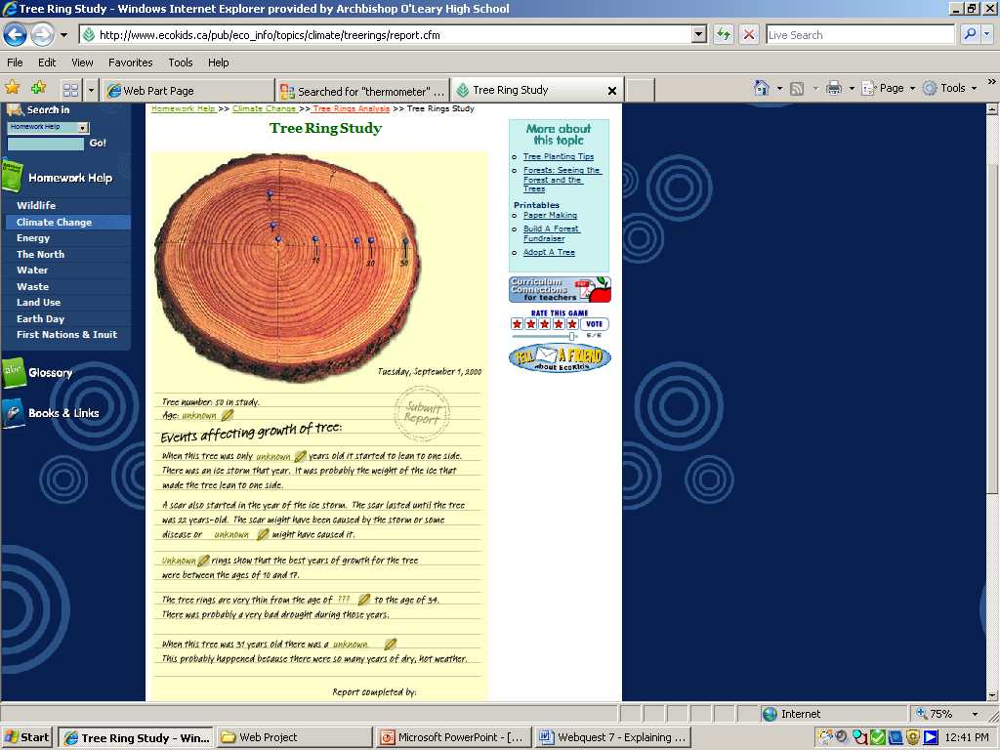 Tree Ring Study - Windows Internet Explorer provided by Archbishop O'Leary High School
http://www.ecokids.ca/pub/eco_info/topics/climate/treerings/report.cfm
Live Search
File Edit View Favorites Tools Help
Web Part Page
Searched for "thermometer" ...
Tree Ring Study
Page
Tools
Search in
Homework Help
Go!
Homework Help
Wildlife
Climate Change
Energy
The North
Water
Waste
Land Use
Earth Day
First Nations & Inuit
Glossary
Books & Links
Homework Help >> Climate Change >> Tree Rings Analysis >> Tree Rings Study
Tree Ring Study
10
20
30
Tuesday, September 1, 2000
Tree number: 50 in study.
Age: unknown
Submit
Report
Events affecting growth of tree:
When this tree was only unknown years old it started to lean to one side.
There was an ice storm that year. It was probably the weight of the ice that
made the tree lean to one side.
A scar also started in the year of the ice storm. The scar lasted until the tree
was 22 years-old. The scar might have been caused by the storm or some
disease or unknown might have caused it.
Unknown rings show that the best years of growth for the tree
were between the ages of 10 and 17.
The tree rings are very thin from the age of ??? to the age of 34.
There was probably a very bad drought during those years.
When this tree was 31 years old there was a unknown.
This probably happened because there were so many years of dry, hot weather.
Report completed by:
More about
this topic
Tree Planting Tips
Forests: Seeing the
Forest and the
Trees
Printables
Paper Making
Build A Forest
Fundraiser
Adopt A Tree
Curriculum
Connections
for teachers
PDF
RATE THIS GAME
VOTE
5/5
TELL A FRIEND
about EcoKids
Internet
75%
Start
Tree Ring Study - Win...
Web Project
Microsoft PowerPoint - [...
Webquest 7 - Explaining ...
12:41 PM